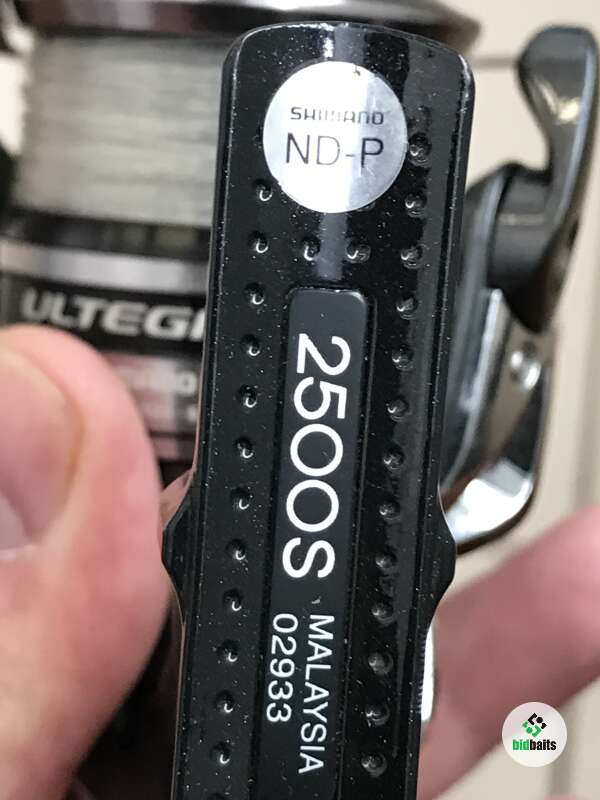 SHIMANO
ND-P
ULTEG
2500S
MALAYSIA
02933
bidbaits